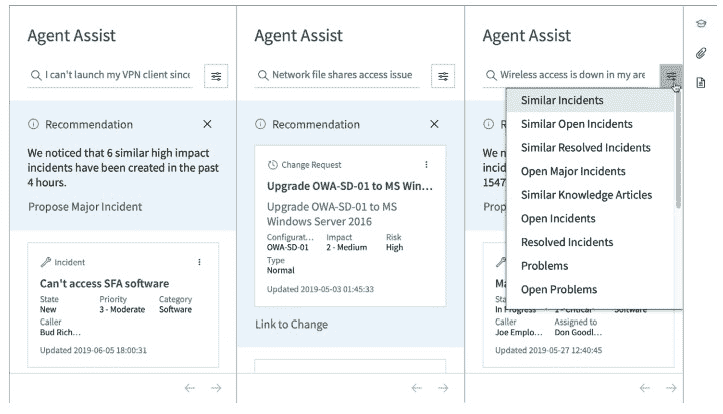 Agent Assist
I can't launch my VPN client since
Recommendation
We noticed that 6 similar high impact
incidents have been created in the past
4 hours.
Propose Major Incident
Incident
Can't access SFA software
State Priority Category
New 3 - Moderate Software
Caller
Bud Rich...
Updated 2019-06-05 18:00:31
Agent Assist
Network file shares access issue
Recommendation
Change Request
Upgrade OWA-SD-01 to MS Win...
Upgrade OWA-SD-01 to MS
Windows Server 2016
Configurat... Impact Risk
OWA-SD-01 2 - Medium High
Type
Normal
Updated 2019-05-03 01:45:33
Link to Change
Agent Assist
Wireless access is down in my are
Similar Incidents
Similar Open Incidents
Similar Resolved Incidents
Open Major Incidents
Similar Knowledge Articles
Open Incidents
Resolved Incidents
Problems
Open Problems
R
We n
incid
1547
Prop
Ma
Sta
In Progress 1 - Critical Software
Caller Assigned to
Joe Emplo... Don Goodl...
Updated 2019-05-27 12:40:45